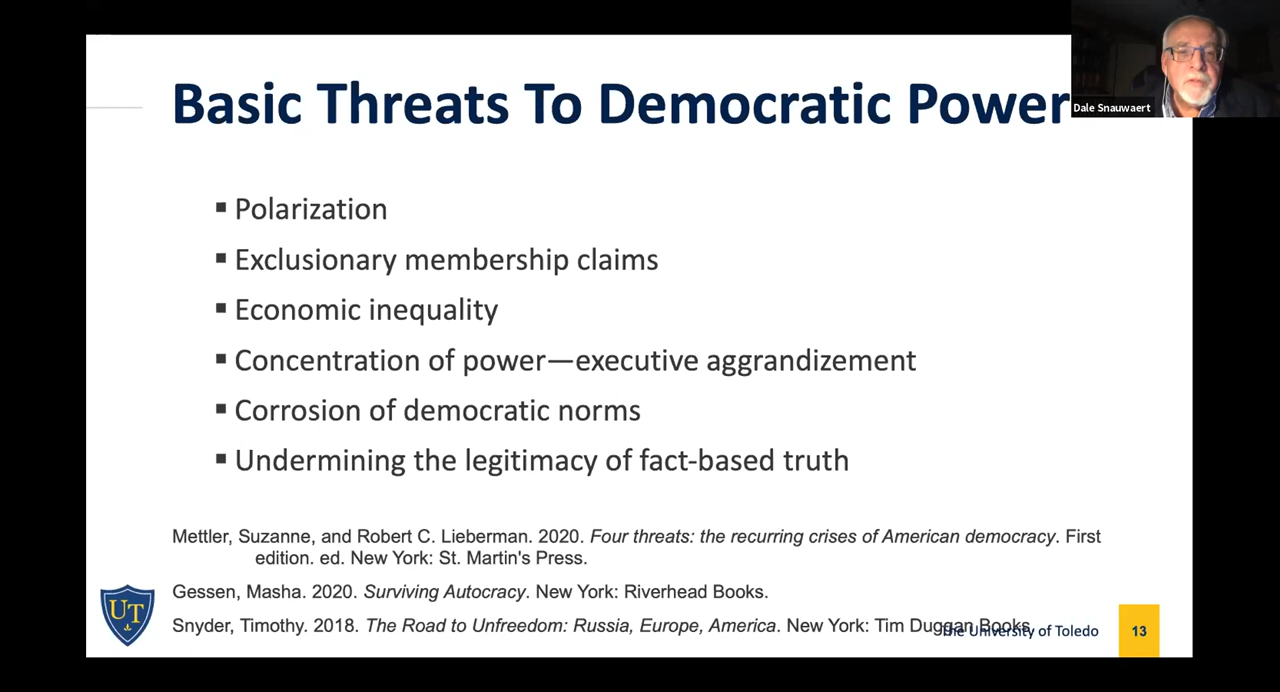 Basic Threats To Democratic Power
Dale Snauwaert
▪ Polarization
▪ Exclusionary membership claims
▪ Economic inequality
▪ Concentration of power—executive aggrandizement
▪ Corrosion of democratic norms
▪ Undermining the legitimacy of fact-based truth
Mettler, Suzanne, and Robert C. Lieberman. 2020. Four threats: the recurring crises of American democracy. First
edition. ed. New York: St. Martin's Press.
Gessen, Masha. 2020. Surviving Autocracy. New York: Riverhead Books.
Snyder, Timothy. 2018. The Road to Unfreedom: Russia, Europe, America. New York: Tim Duggan Books.
UT
The University of Toledo
13